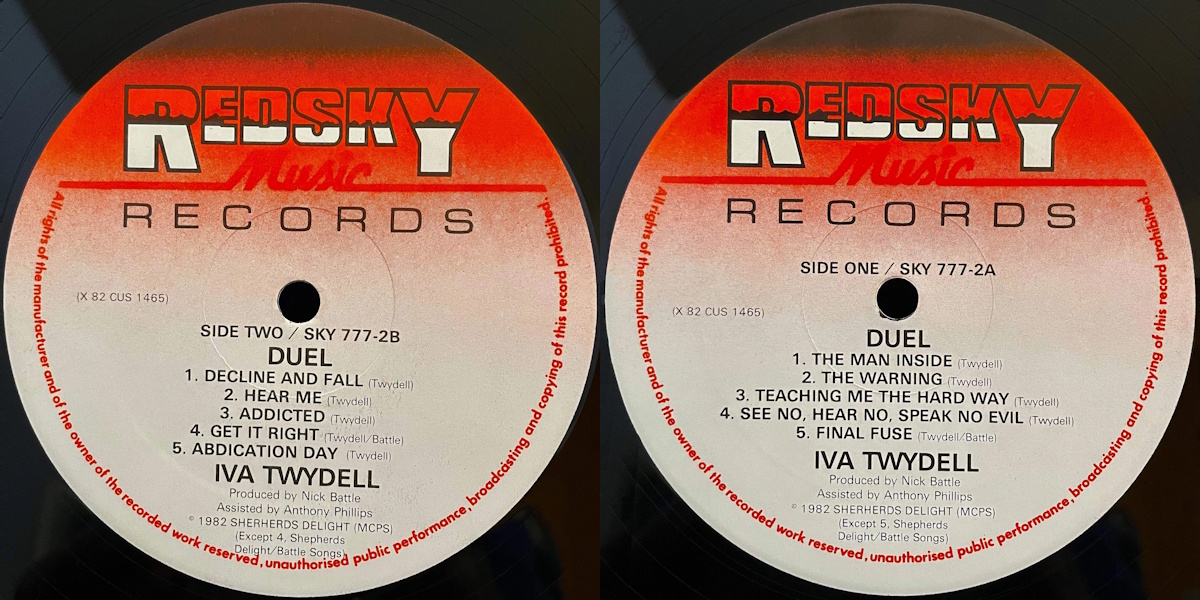 REDSKY
Music
RECORDS
(X 82 CUS 1465)
SIDE TWO / SKY 777-2B
DUEL
1. DECLINE AND FALL (Twydell)
2. HEAR ME (Twydell)
3. ADDICTED (Twydell)
4. GET IT RIGHT (Twydell/Battle)
5. ABDICATION DAY (Twydell)
IVA TWYDELL
Produced by Nick Battle
Assisted by Anthony Phillips
© 1982 SHERHERDS DELIGHT (MCPS)
(Except 4, Shepherds
Delight/Battle Songs)
All rights of the manufacturer and of the owner of the recorded work reserved, unauthorised public performance, broadcasting and copying of this record prohibited.
REDSKY
Music
RECORDS
SIDE ONE / SKY 777-2A
(X 82 CUS 1465)
DUEL
1. THE MAN INSIDE (Twydell)
2. THE WARNING (Twydell)
3. TEACHING ME THE HARD WAY (Twydell)
4. SEE NO, HEAR NO, SPEAK NO EVIL (Twydell)
5. FINAL FUSE (Twydell/Battle)
IVA TWYDELL
Produced by Nick Battle
Assisted by Anthony Phillips
© 1982 SHERHERDS DELIGHT (MCPS)
(Except 5, Shepherds
Delight/Battle Songs)
All rights of the manufacturer and of the owner of the recorded work reserved, unauthorised public performance, broadcasting and copying of this record prohibited.